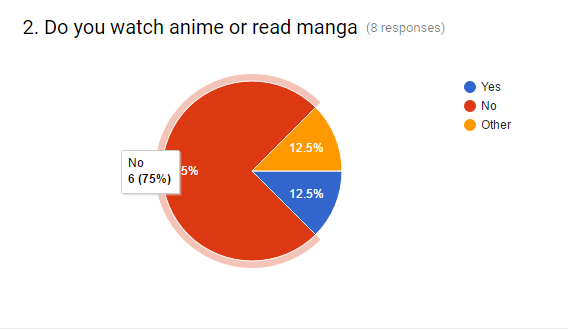 2. Do you watch anime or read manga (8 responses)
Yes
No
Other
12.5%
No
6 (75%)
5%
12.5%